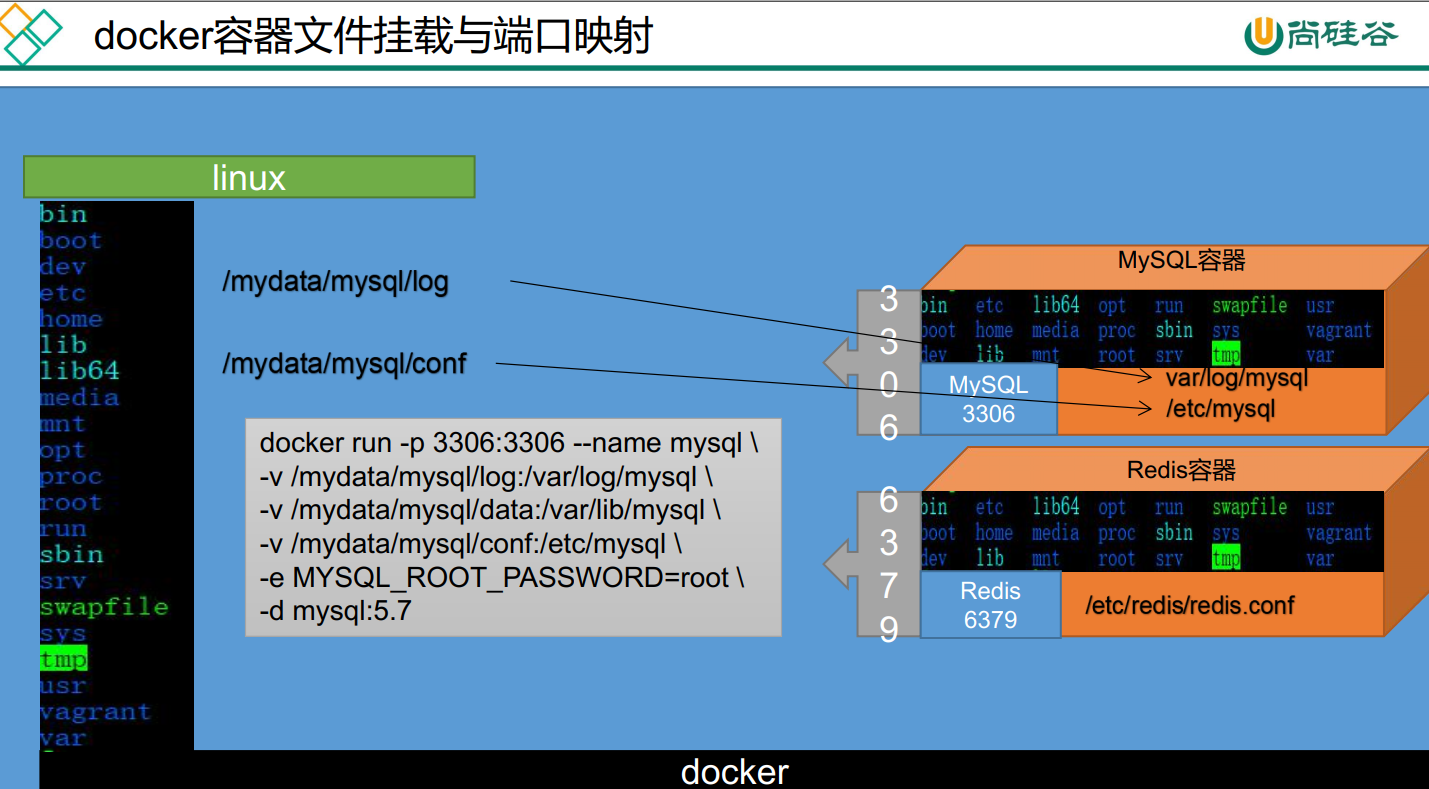 docker容器文件挂载与端口映射
尚硅谷
linux
bin
boot
dev
etc
home
lib
lib64
media
mnt
opt
proc
root
run
sbin
srv
swapfile
sys
tmp
usr
vagrant
var
/mydata/mysql/log
/mydata/mysql/conf
docker run -p 3306:3306 --name mysql \
-v /mydata/mysql/log:/var/log/mysql \
-v /mydata/mysql/data:/var/lib/mysql \
-v /mydata/mysql/conf:/etc/mysql \
-e MYSQL_ROOT_PASSWORD=root \
-d mysql:5.7
MySQL容器
3
3
0
6
bin etc lib64 opt run swapfile usr
boot home media proc sbin sys vagrant
dev lib mnt root srv tmp var
MySQL
3306
var/log/mysql
/etc/mysql
Redis容器
6
3
7
9
bin etc lib64 opt run swapfile usr
boot home media proc sbin sys vagrant
dev lib mnt root srv tmp var
Redis
6379
/etc/redis/redis.conf
docker